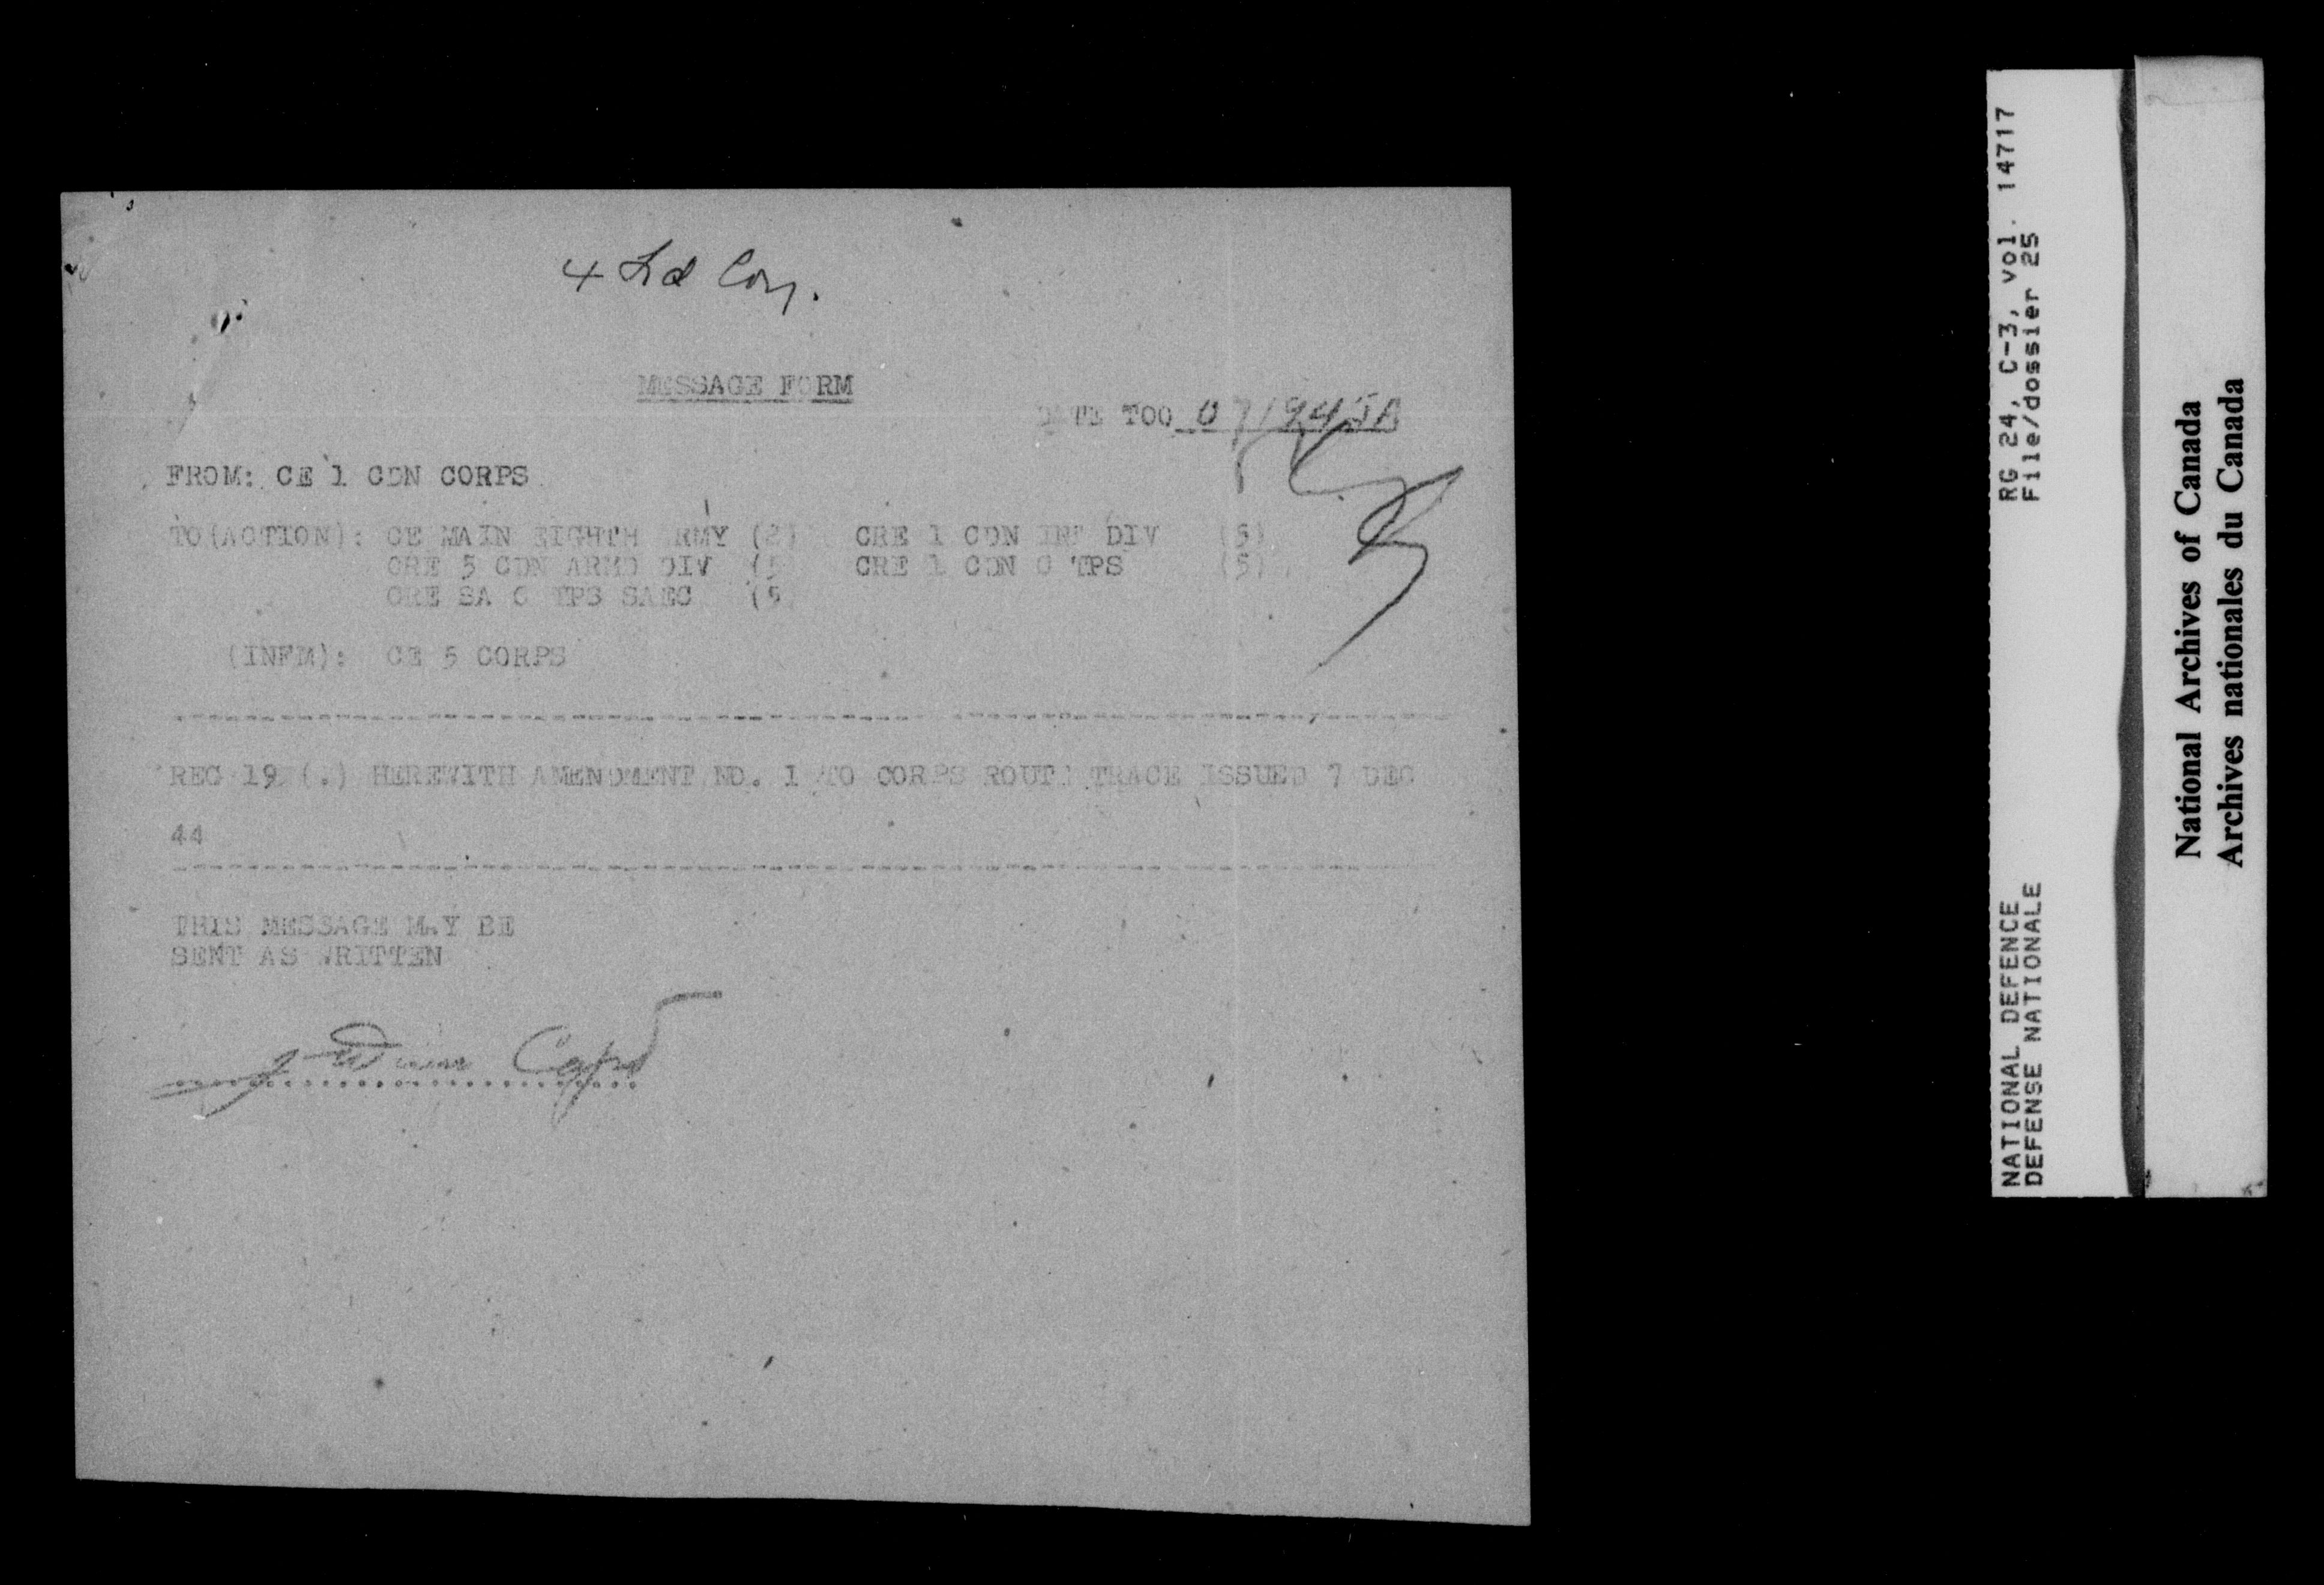 4 Fd Coy.
MESSAGE FORM
DATE TOO 071945A
FROM: CE 1 CDN CORPS
TO(ACTION): CE MAIN EIGHTH ARMY (2) CRE 1 CDN INF DIV (5)
CRE 5 CDN ARMD DIV (5 CRE 1 CDN C TPS (5)
CRE SA C TPS SAEC (5
(INFM): CE 5 CORPS
REG 19 (.) HEREWITH AMENDMENT NO. 1 TO CORPS ROUTE TRACE ISSUED 7 DEC
44
THIS MESSAGE MAY BE
SENT AS WRITTEN
Capt
RG 24, C-3, vol. 14717
File/dossier 25
NATIONAL DEFENCE
DEFENSE NATIONALE
National Archives of Canada
Archives nationales du Canada